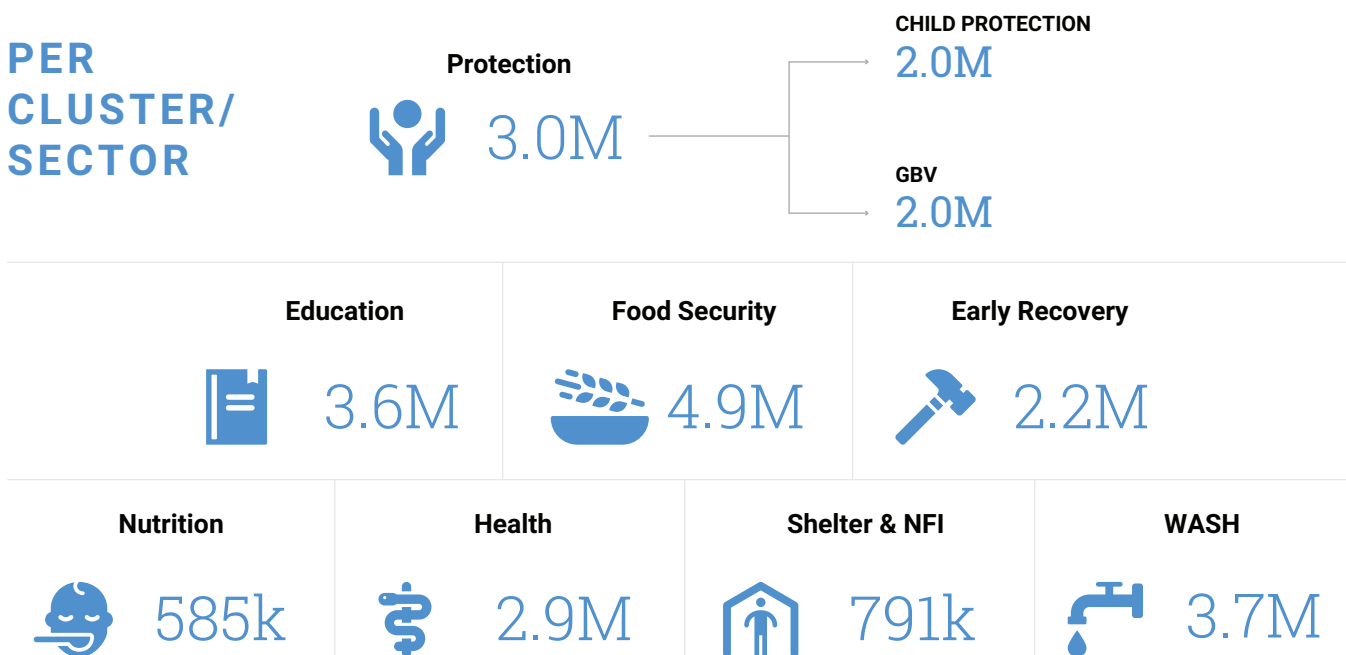 PER
CLUSTER/
SECTOR
Protection
3.0M
CHILD PROTECTION
2.0M
GBV
2.0M
Education
3.6M
Food Security
4.9M
Early Recovery
2.2M
Nutrition
585k
Health
2.9M
Shelter & NFI
791k
WASH
3.7M